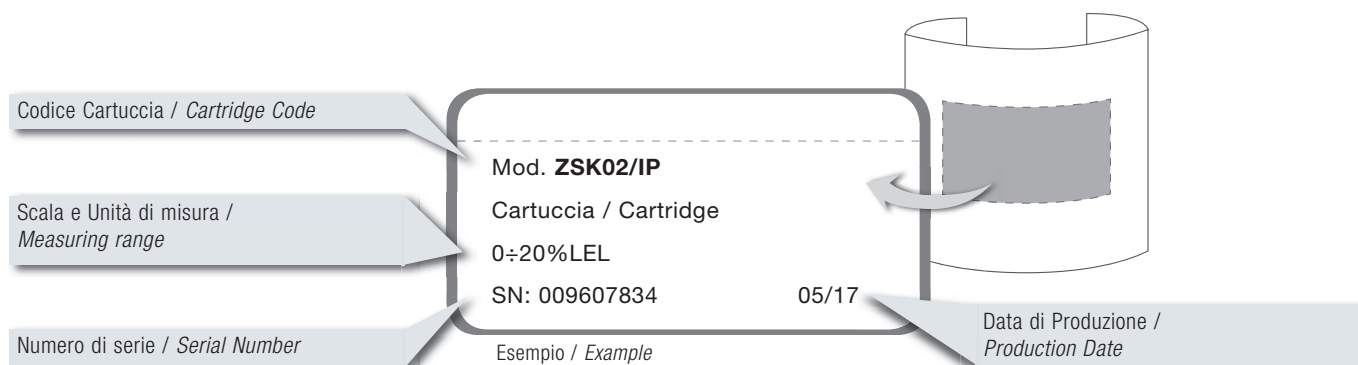 Codice Cartuccia / Cartridge Code
Mod. ZSK02/IP
Cartuccia / Cartridge
Scala e Unità di misura /
Measuring range
0÷20%LEL
SN: 009607834 05/17
Numero di serie / Serial Number
Data di Produzione /
Production Date
Esempio / Example